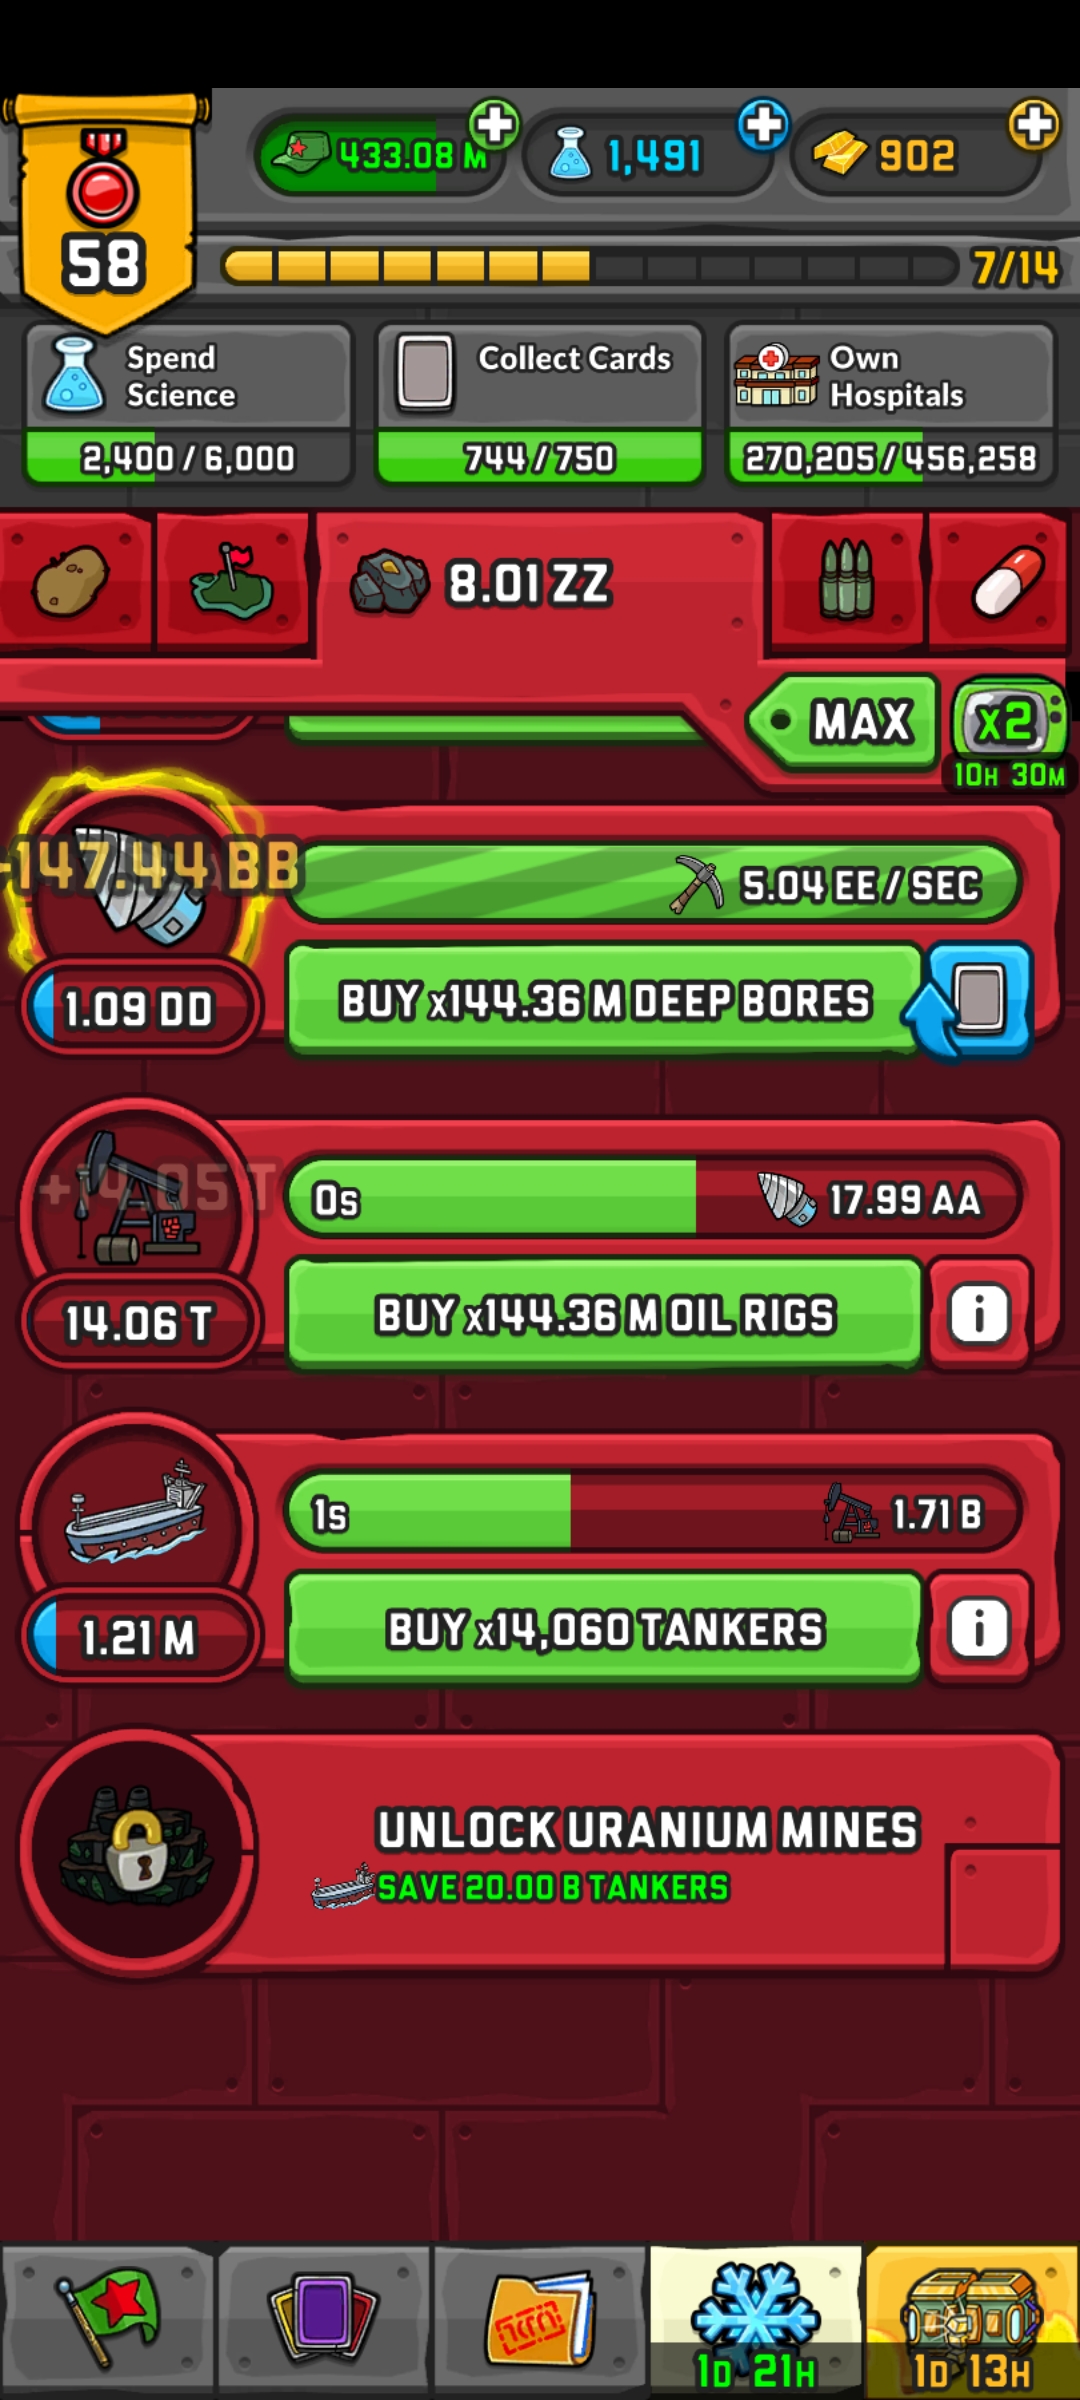 433.08 M
1,491
902
58
7/14
Spend
Science
2,400 / 6,000
Collect Cards
744 / 750
Own
Hospitals
270,205 / 456,258
8.01 ZZ
MAX
x2
10H 30M
147.44 BB
5.04 EE / SEC
1.09 DD
BUY x144.36 M DEEP BORES
+14.05 T
0s
17.99 AA
14.06 T
BUY x144.36 M OIL RIGS
i
1s
1.71 B
1.21 M
BUY x14,060 TANKERS
i
UNLOCK URANIUM MINES
SAVE 20.00 B TANKERS
1D 21H
1D 13H